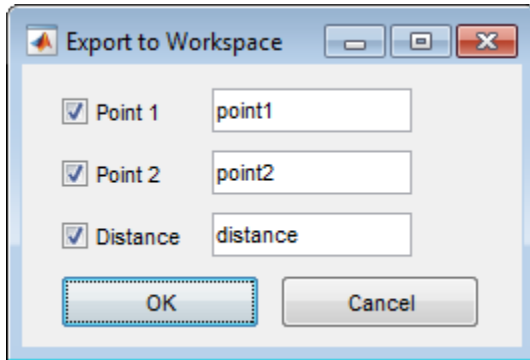 Export to Workspace
Point 1 point1
Point 2 point2
Distance distance
OK Cancel